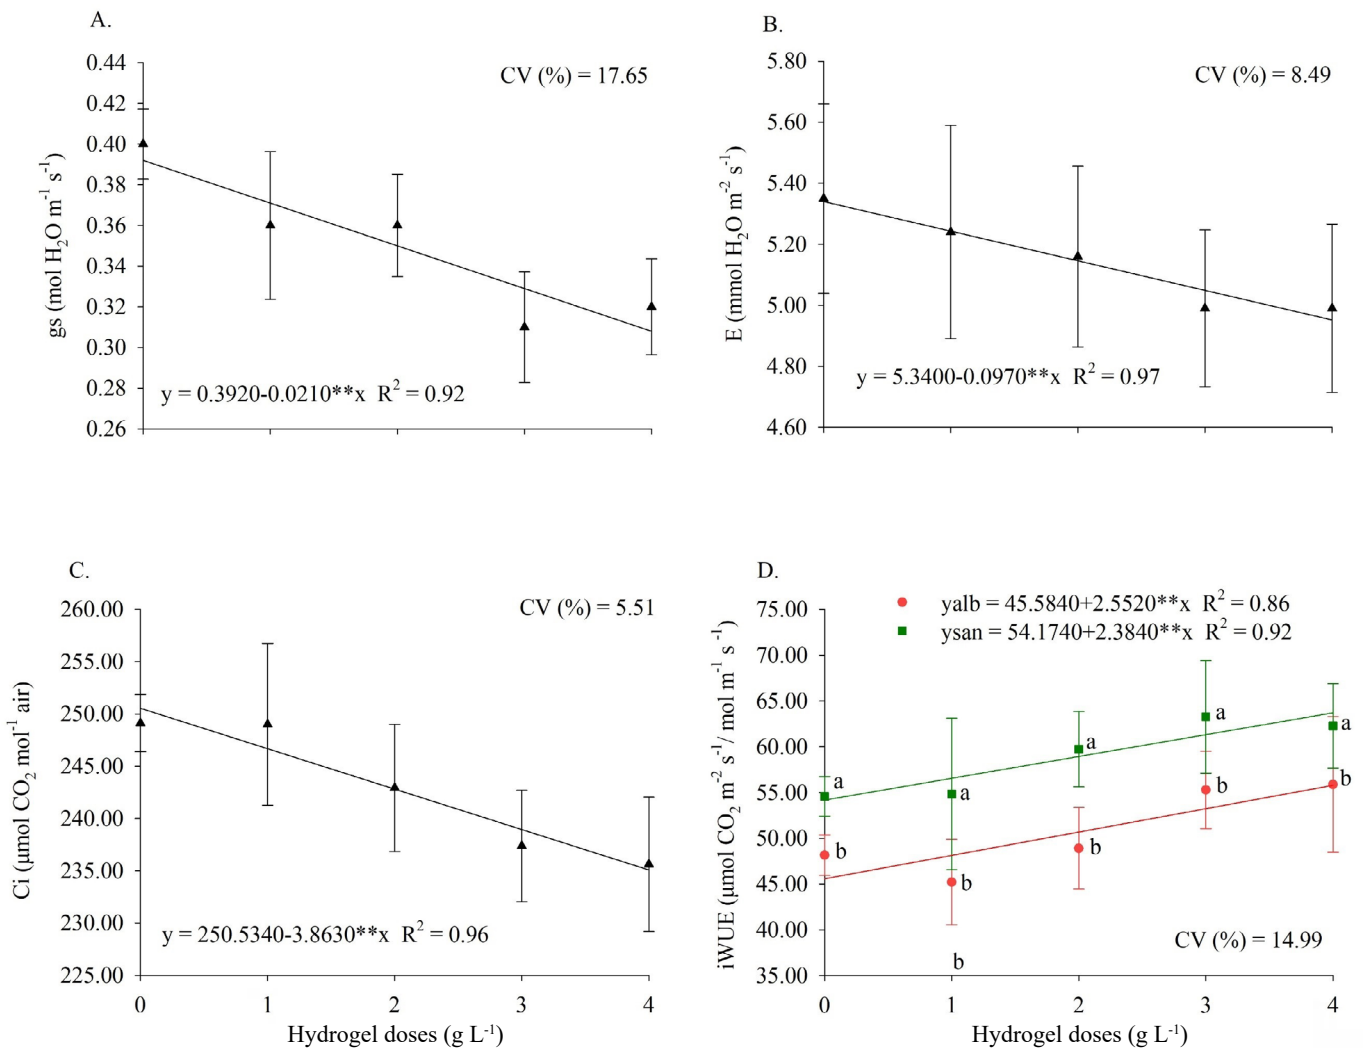 A.
CV (%) = 17.65
gs (mol H₂O m⁻¹ s⁻¹)
0.44
0.42
0.40
0.38
0.36
0.34
0.32
0.30
0.28
0.26
y = 0.3920-0.0210**x R² = 0.92
B.
CV (%) = 8.49
E (mmol H₂O m⁻² s⁻¹)
5.80
5.60
5.40
5.20
5.00
4.80
4.60
y = 5.3400-0.0970**x R² = 0.97
C.
CV (%) = 5.51
Ci (µmol CO₂ mol⁻¹ air)
260.00
255.00
250.00
245.00
240.00
235.00
230.00
225.00
y = 250.5340-3.8630**x R² = 0.96
0 1 2 3 4
Hydrogel doses (g L⁻¹)
D.
yalb = 45.5840+2.5520**x R² = 0.86
ysan = 54.1740+2.3840**x R² = 0.92
iWUE (µmol CO₂ m⁻² s⁻¹/ mol m⁻¹ s ⁻¹)
75.00
70.00
65.00
60.00
55.00
50.00
45.00
40.00
35.00
a a a a a
b b b b b
b
CV (%) = 14.99
0 1 2 3 4
Hydrogel doses (g L⁻¹)